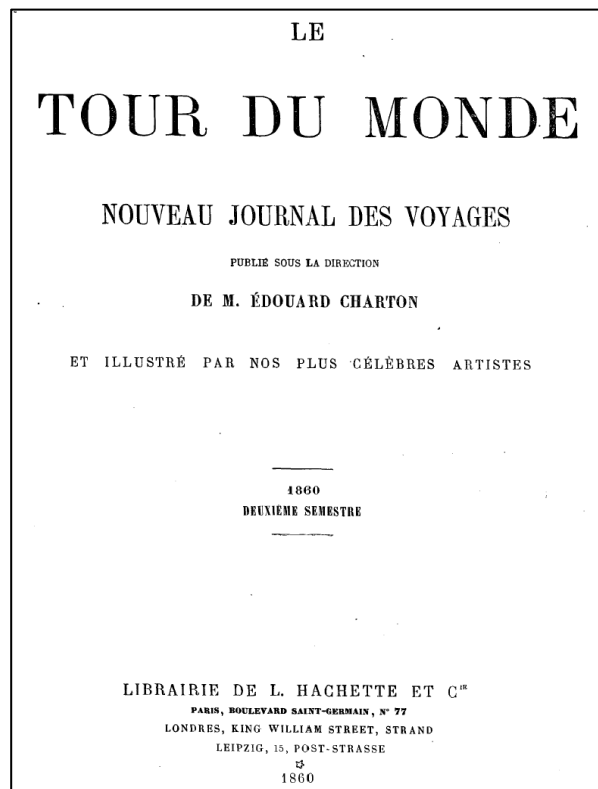 LE
TOUR DU MONDE
NOUVEAU JOURNAL DES VOYAGES
PUBLIÉ SOUS LA DIRECTION
DE M. ÉDOUARD CHARTON
ET ILLUSTRÉ PAR NOS PLUS CÉLÈBRES ARTISTES
1860
DEUXIÈME SEMESTRE
LIBRAIRIE DE L. HACHETTE ET Cie
PARIS, BOULEVARD SAINT-GERMAIN, N° 77
LONDRES, KING WILLIAM STREET, STRAND
LEIPZIG, 15, POST-STRASSE
1860